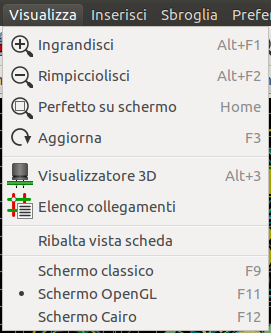 Visualizza Inserisci Sbroglia Prefer
Ingrandisci Alt+F1
Rimpicciolisci Alt+F2
Perfetto su schermo Home
Aggiorna F3
Visualizzatore 3D Alt+3
Elenco collegamenti
Ribalta vista scheda
Schermo classico F9
Schermo OpenGL F11
Schermo Cairo F12